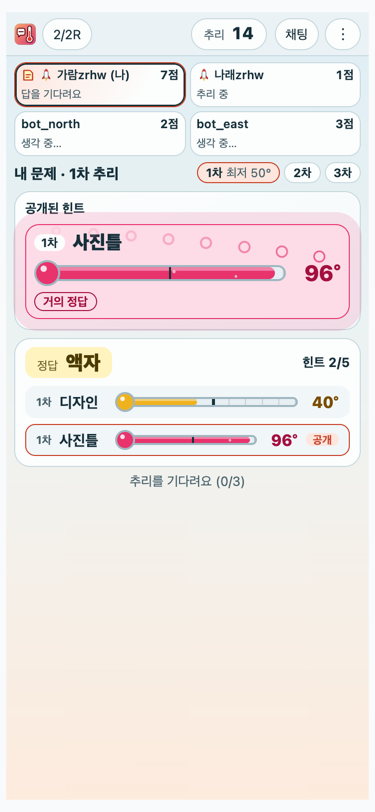 2/2R
추리 14
채팅
가람zrhw (나) 7점
답을 기다려요
나래zrhw 1점
추리 중
bot_north 2점
생각 중...
bot_east 3점
생각 중...
내 문제 · 1차 추리
1차 최저 50°
2차
3차
공개된 힌트
1차 사진틀
96°
거의 정답
정답 액자
힌트 2/5
1차 디자인 40°
1차 사진틀 96° 공개
추리를 기다려요 (0/3)